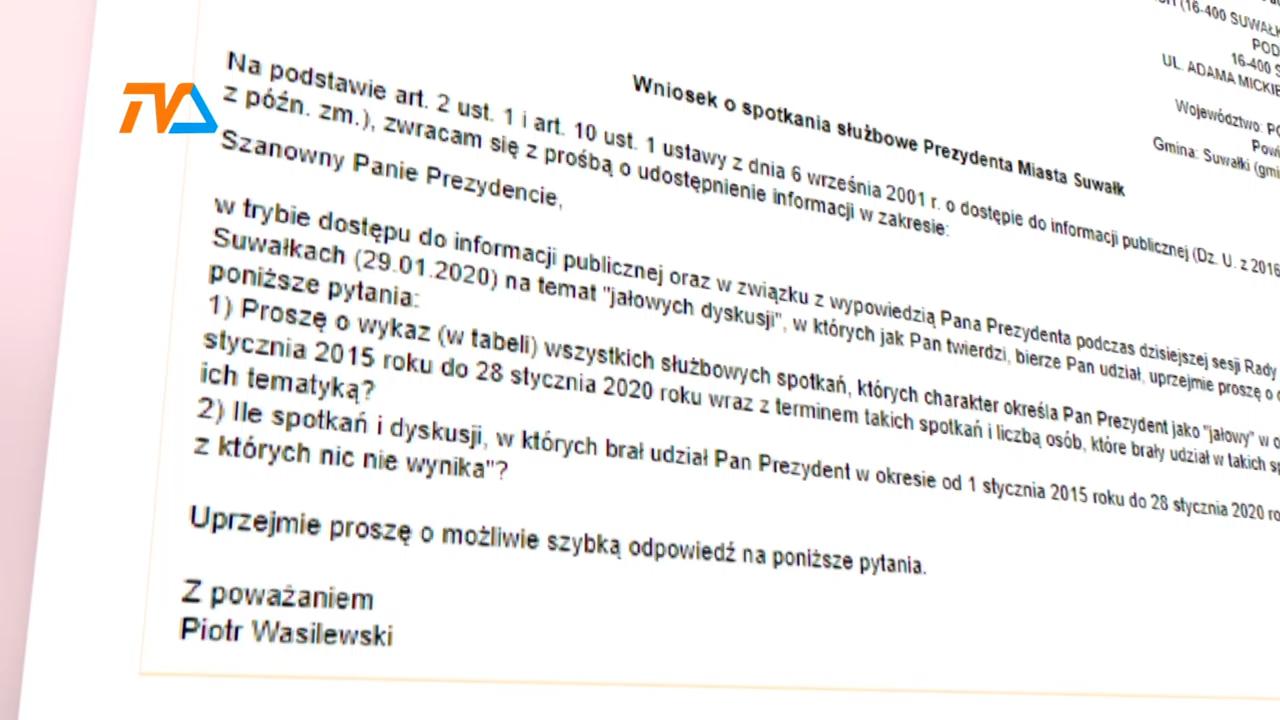 (16-400 SUWAŁK
POD
16-400 S
UL. ADAMA MICKIE
Województwo: PO
Powi
Gmina: Suwałki (gmi
Wniosek o spotkania służbowe Prezydenta Miasta Suwałk
Na podstawie art. 2 ust. 1 i art. 10 ust. 1 ustawy z dnia 6 września 2001 r. o dostępie do informacji publicznej (Dz. U. z 2016
z późn. zm.), zwracam się z prośbą o udostępnienie informacji w zakresie:
TVA
Szanowny Panie Prezydencie,
w trybie dostępu do informacji publicznej oraz w związku z wypowiedzią Pana Prezydenta podczas dzisiejszej sesji Rady
Suwałkach (29.01.2020) na temat "jałowych dyskusji", w których jak Pan twierdzi, bierze Pan udział, uprzejmie proszę o
poniższe pytania:
1) Proszę o wykaz (w tabeli) wszystkich służbowych spotkań, których charakter określa Pan Prezydent jako "jałowy" w o
stycznia 2015 roku do 28 stycznia 2020 roku wraz z terminem takich spotkań i liczbą osób, które brały udział w takich sp
ich tematyką?
2) Ile spotkań i dyskusji, w których brał udział Pan Prezydent w okresie od 1 stycznia 2015 roku do 28 stycznia 2020 ro
z których nic nie wynika"?
Uprzejmie proszę o możliwie szybką odpowiedź na poniższe pytania.
Z poważaniem
Piotr Wasilewski